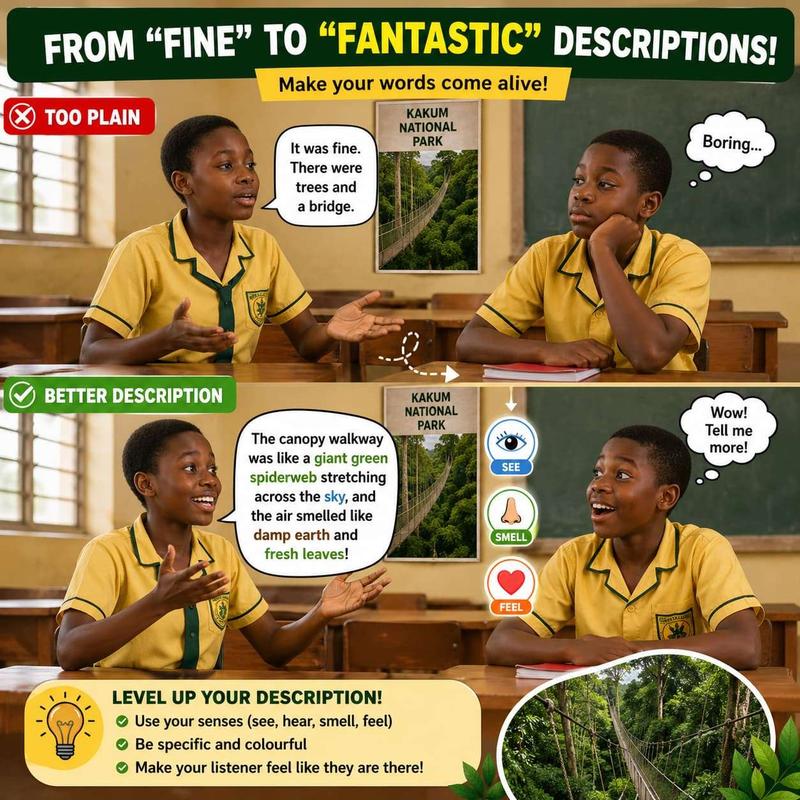 FROM “FINE” TO “FANTASTIC” DESCRIPTIONS!
Make your words come alive!
TOO PLAIN
It was fine.
There were
trees and
a bridge.
KAKUM
NATIONAL
PARK
Boring...
BETTER DESCRIPTION
The canopy walkway
was like a giant green
spiderweb stretching
across the sky, and
the air smelled like
damp earth and
fresh leaves!
KAKUM
NATIONAL
PARK
SEE
SMELL
FEEL
Wow!
Tell me
more!
LEVEL UP YOUR DESCRIPTION!
Use your senses (see, hear, smell, feel)
Be specific and colourful
Make your listener feel like they are there!